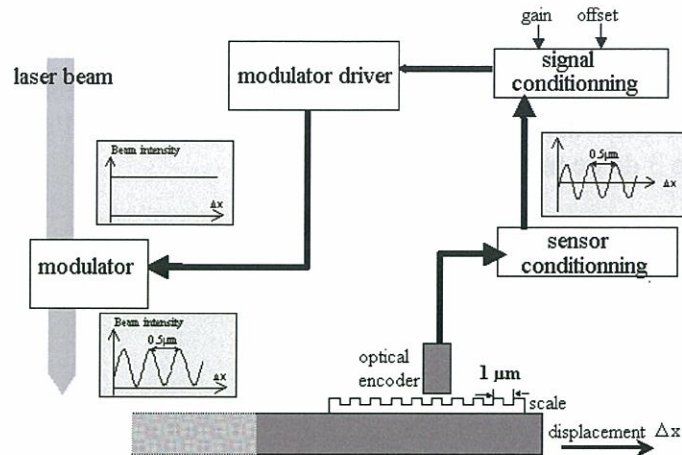 gain offset
laser beam
modulator driver
signal
conditionning
Beam intensity
Δx
0.5µm
Δx
modulator
sensor
conditionning
Beam intensity
0.5µm
Δx
optical
encoder
1 µm
scale
displacement Δx